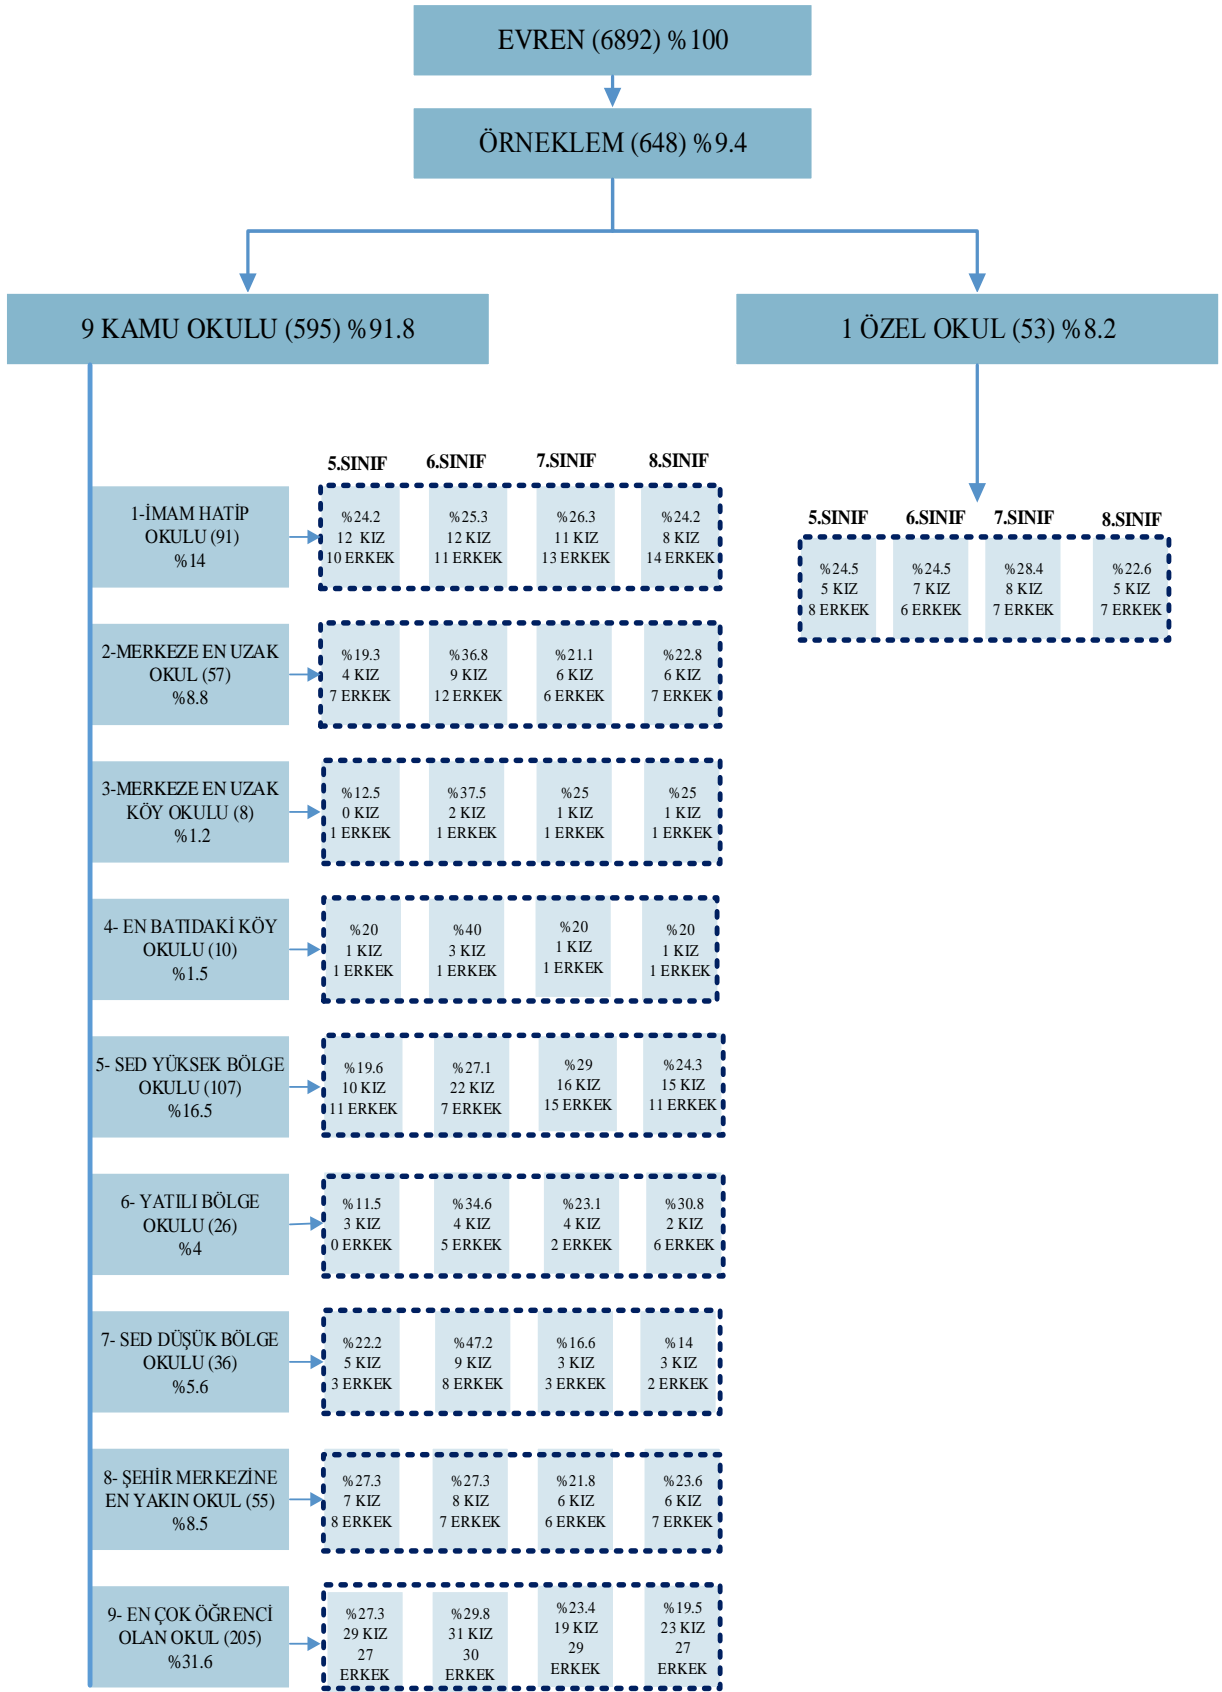 EVREN (6892) %100
ÖRNEKLEM (648) %9.4
9 KAMU OKULU (595) %91.8
1 ÖZEL OKUL (53) %8.2
5.SINIF 6.SINIF 7.SINIF 8.SINIF
1-İMAM HATİP
OKULU (91)
%14
%24.2
12 KIZ
10 ERKEK
%25.3
12 KIZ
11 ERKEK
%26.3
11 KIZ
13 ERKEK
%24.2
8 KIZ
14 ERKEK
5.SINIF 6.SINIF 7.SINIF 8.SINIF
%24.5
5 KIZ
8 ERKEK
%24.5
7 KIZ
6 ERKEK
%28.4
8 KIZ
7 ERKEK
%22.6
5 KIZ
7 ERKEK
2-MERKEZE EN UZAK
OKUL (57)
%8.8
%19.3
4 KIZ
7 ERKEK
%36.8
9 KIZ
12 ERKEK
%21.1
6 KIZ
6 ERKEK
%22.8
6 KIZ
7 ERKEK
3-MERKEZE EN UZAK
KÖY OKULU (8)
%1.2
%12.5
0 KIZ
1 ERKEK
%37.5
2 KIZ
1 ERKEK
%25
1 KIZ
1 ERKEK
%25
1 KIZ
1 ERKEK
4- EN BATIDAKİ KÖY
OKULU (10)
%1.5
%20
1 KIZ
1 ERKEK
%40
3 KIZ
1 ERKEK
%20
1 KIZ
1 ERKEK
%20
1 KIZ
1 ERKEK
5- SED YÜKSEK BÖLGE
OKULU (107)
%16.5
%19.6
10 KIZ
11 ERKEK
%27.1
22 KIZ
7 ERKEK
%29
16 KIZ
15 ERKEK
%24.3
15 KIZ
11 ERKEK
6- YATILI BÖLGE
OKULU (26)
%4
%11.5
3 KIZ
0 ERKEK
%34.6
4 KIZ
5 ERKEK
%23.1
4 KIZ
2 ERKEK
%30.8
2 KIZ
6 ERKEK
7- SED DÜŞÜK BÖLGE
OKULU (36)
%5.6
%22.2
5 KIZ
3 ERKEK
%47.2
9 KIZ
8 ERKEK
%16.6
3 KIZ
3 ERKEK
%14
3 KIZ
2 ERKEK
8- ŞEHİR MERKEZİNE
EN YAKIN OKUL (55)
%8.5
%27.3
7 KIZ
8 ERKEK
%27.3
8 KIZ
7 ERKEK
%21.8
6 KIZ
6 ERKEK
%23.6
6 KIZ
7 ERKEK
9- EN ÇOK ÖĞRENCİ
OLAN OKUL (205)
%31.6
%27.3
29 KIZ
27
ERKEK
%29.8
31 KIZ
30
ERKEK
%23.4
19 KIZ
29
ERKEK
%19.5
23 KIZ
27
ERKEK